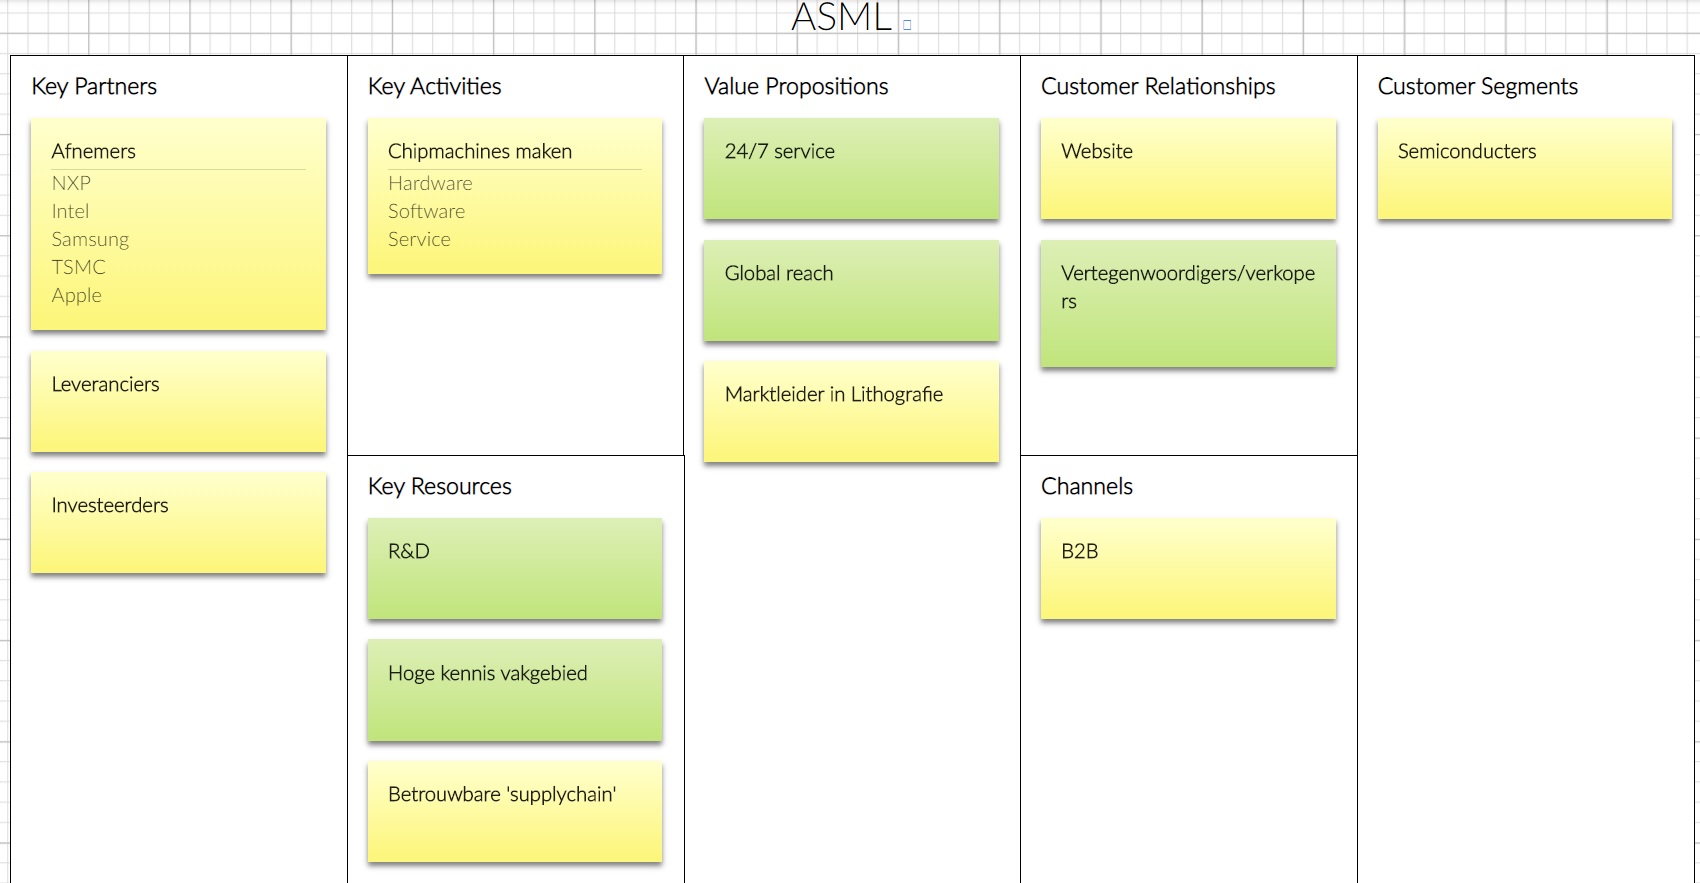 ASML
Key Partners
Afnemers
NXP
Intel
Samsung
TSMC
Apple
Leveranciers
Investeerders
Key Activities
Chipmachines maken
Hardware
Software
Service
Key Resources
R&D
Hoge kennis vakgebied
Betrouwbare 'supplychain'
Value Propositions
24/7 service
Global reach
Marktleider in Lithografie
Customer Relationships
Website
Vertegenwoordigers/verkope
rs
Channels
B2B
Customer Segments
Semiconducters